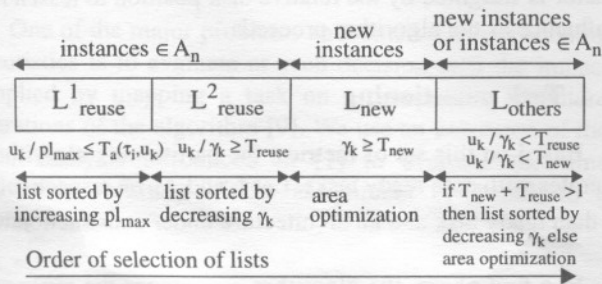 new instances
instances ∈ Aₙ new instances or instances ∈ Aₙ
L¹reuse L²reuse Lnew Lothers
uₖ / plmax ≤ Tₐ(τᵢ,uₖ) uₖ / γₖ ≥ Treuse γₖ ≥ Tnew uₖ / γₖ < Treuse
uₖ / γₖ < Tnew
list sorted by increasing plmax
list sorted by decreasing γₖ
area optimization
if Tnew - Treuse >1
then list sorted by
decreasing γₖ else
area optimization
Order of selection of lists